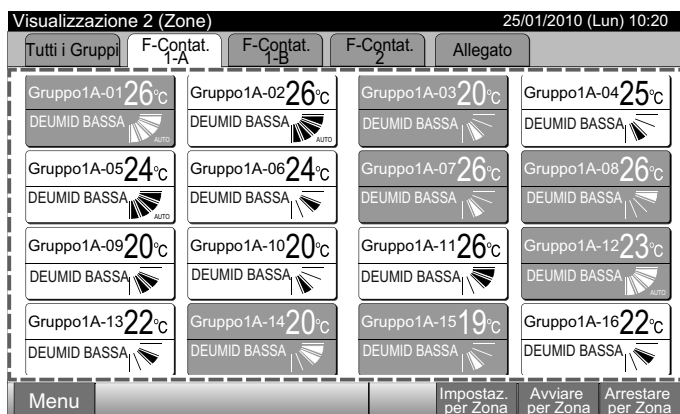 Visualizzazione 2 (Zone) 25/01/2010 (Lun) 10:20
Tutti i Gruppi F-Contat. 1-A F-Contat. 1-B F-Contat. 2 Allegato
Gruppo1A-01 26°C Gruppo1A-02 26°C Gruppo1A-03 20°C Gruppo1A-04 25°C
DEUMID BASSA AUTO DEUMID BASSA AUTO DEUMID BASSA DEUMID BASSA
Gruppo1A-05 24°C Gruppo1A-06 24°C Gruppo1A-07 26°C Gruppo1A-08 26°C
DEUMID BASSA AUTO DEUMID BASSA DEUMID BASSA DEUMID BASSA
Gruppo1A-09 20°C Gruppo1A-10 20°C Gruppo1A-11 26°C Gruppo1A-12 23°C
DEUMID BASSA DEUMID BASSA DEUMID BASSA DEUMID BASSA AUTO
Gruppo1A-13 22°C Gruppo1A-14 20°C Gruppo1A-15 19°C Gruppo1A-16 22°C
DEUMID BASSA DEUMID BASSA DEUMID BASSA DEUMID BASSA
Menu Impostaz. per Zona Avviare per Zona Arrestare per Zona